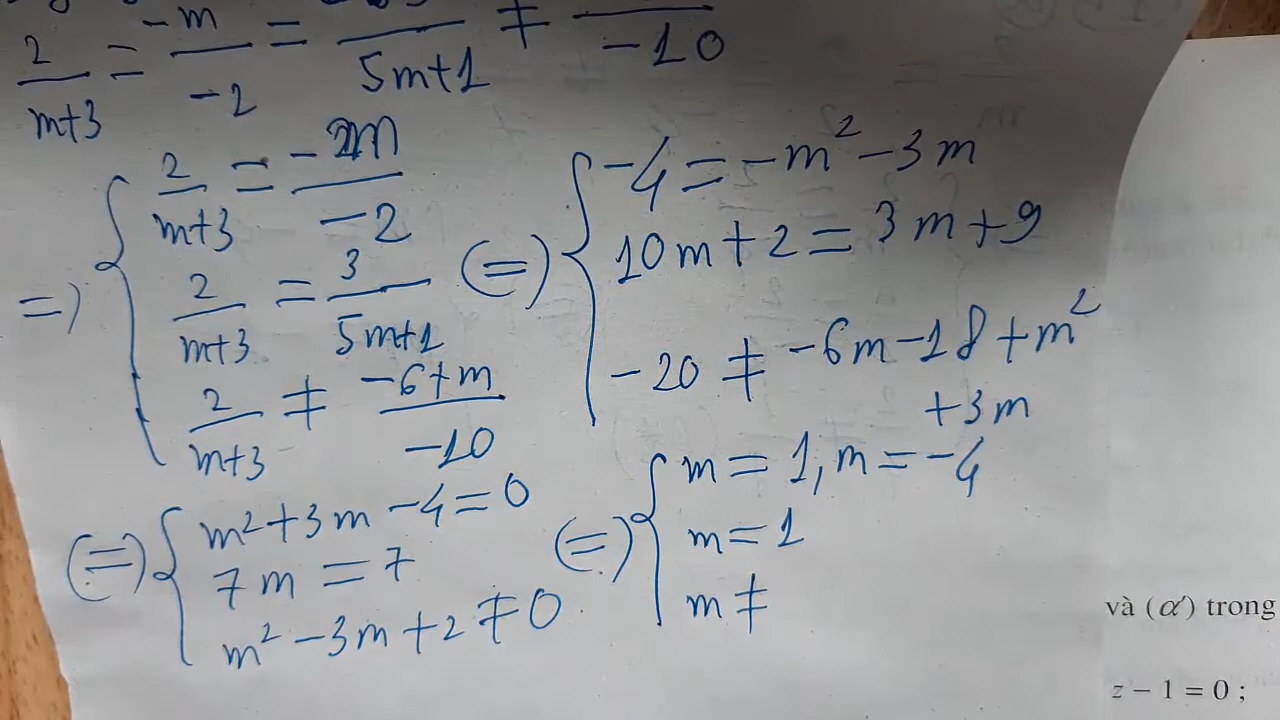 2/(m+3) = -m/-2 = /(5m+1) ≠ /-10
=> { 2/(m+3) = -2m/-2
2/(m+3) = 3/(5m+1)
2/(m+3) ≠ (-6+m)/-10
(=) { -4 = -m² - 3m
10m + 2 = 3m + 9
-20 ≠ -6m - 18 + m²
+ 3m
(=) { m² + 3m - 4 = 0
7m = 7
m² - 3m + 2 ≠ 0
(=) { m = 1, m = -4
m = 1
m ≠
và (α′) trong
z − 1 = 0 ;